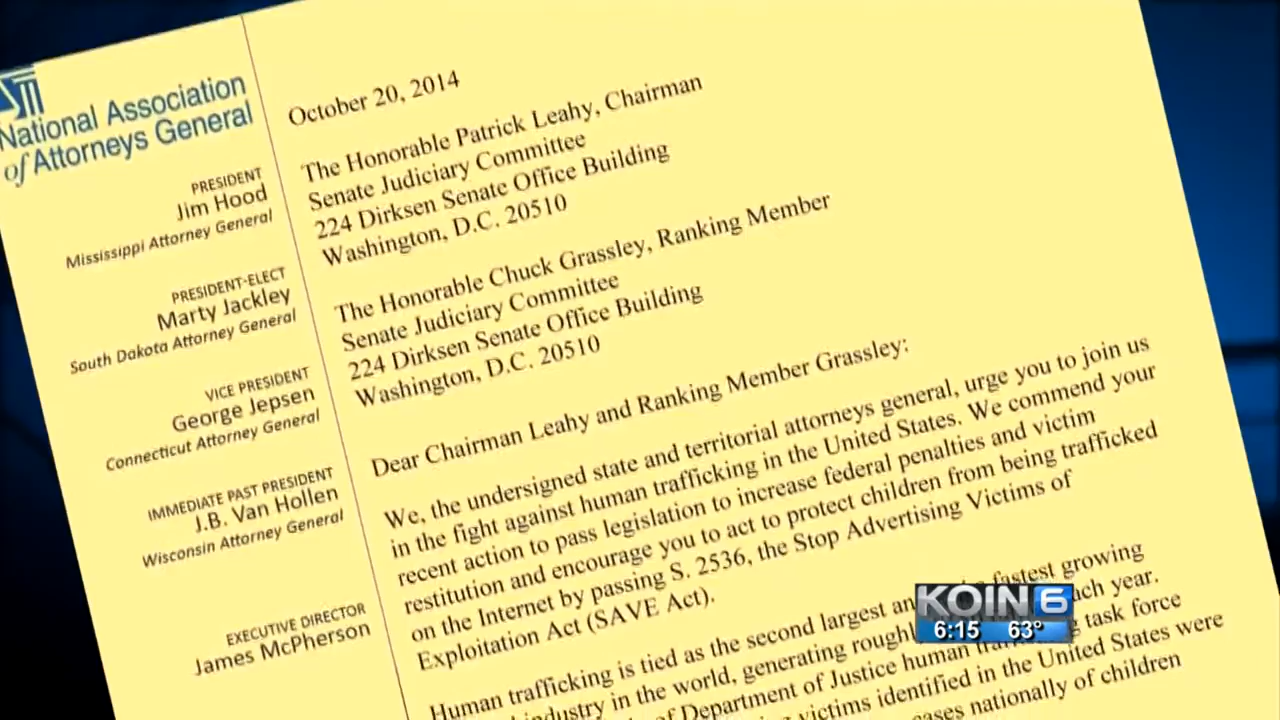 National Association
of Attorneys General
PRESIDENT
Jim Hood
Mississippi Attorney General
PRESIDENT-ELECT
Marty Jackley
South Dakota Attorney General
VICE PRESIDENT
George Jepsen
Connecticut Attorney General
IMMEDIATE PAST PRESIDENT
J.B. Van Hollen
Wisconsin Attorney General
EXECUTIVE DIRECTOR
James McPherson
October 20, 2014
The Honorable Patrick Leahy, Chairman
Senate Judiciary Committee
224 Dirksen Senate Office Building
Washington, D.C. 20510
The Honorable Chuck Grassley, Ranking Member
Senate Judiciary Committee
224 Dirksen Senate Office Building
Washington, D.C. 20510
Dear Chairman Leahy and Ranking Member Grassley:
We, the undersigned state and territorial attorneys general, urge you to join us
in the fight against human trafficking in the United States. We commend your
recent action to pass legislation to increase federal penalties and victim
restitution and encourage you to act to protect children from being trafficked
on the Internet by passing S. 2536, the Stop Advertising Victims of
Exploitation Act (SAVE Act).
Human trafficking is tied as the second largest fastest growing
industry in the world, generating each year.
of Department of Justice human task force
victims identified in the United States were
cases nationally of children
KOIN 6
6:15 63°